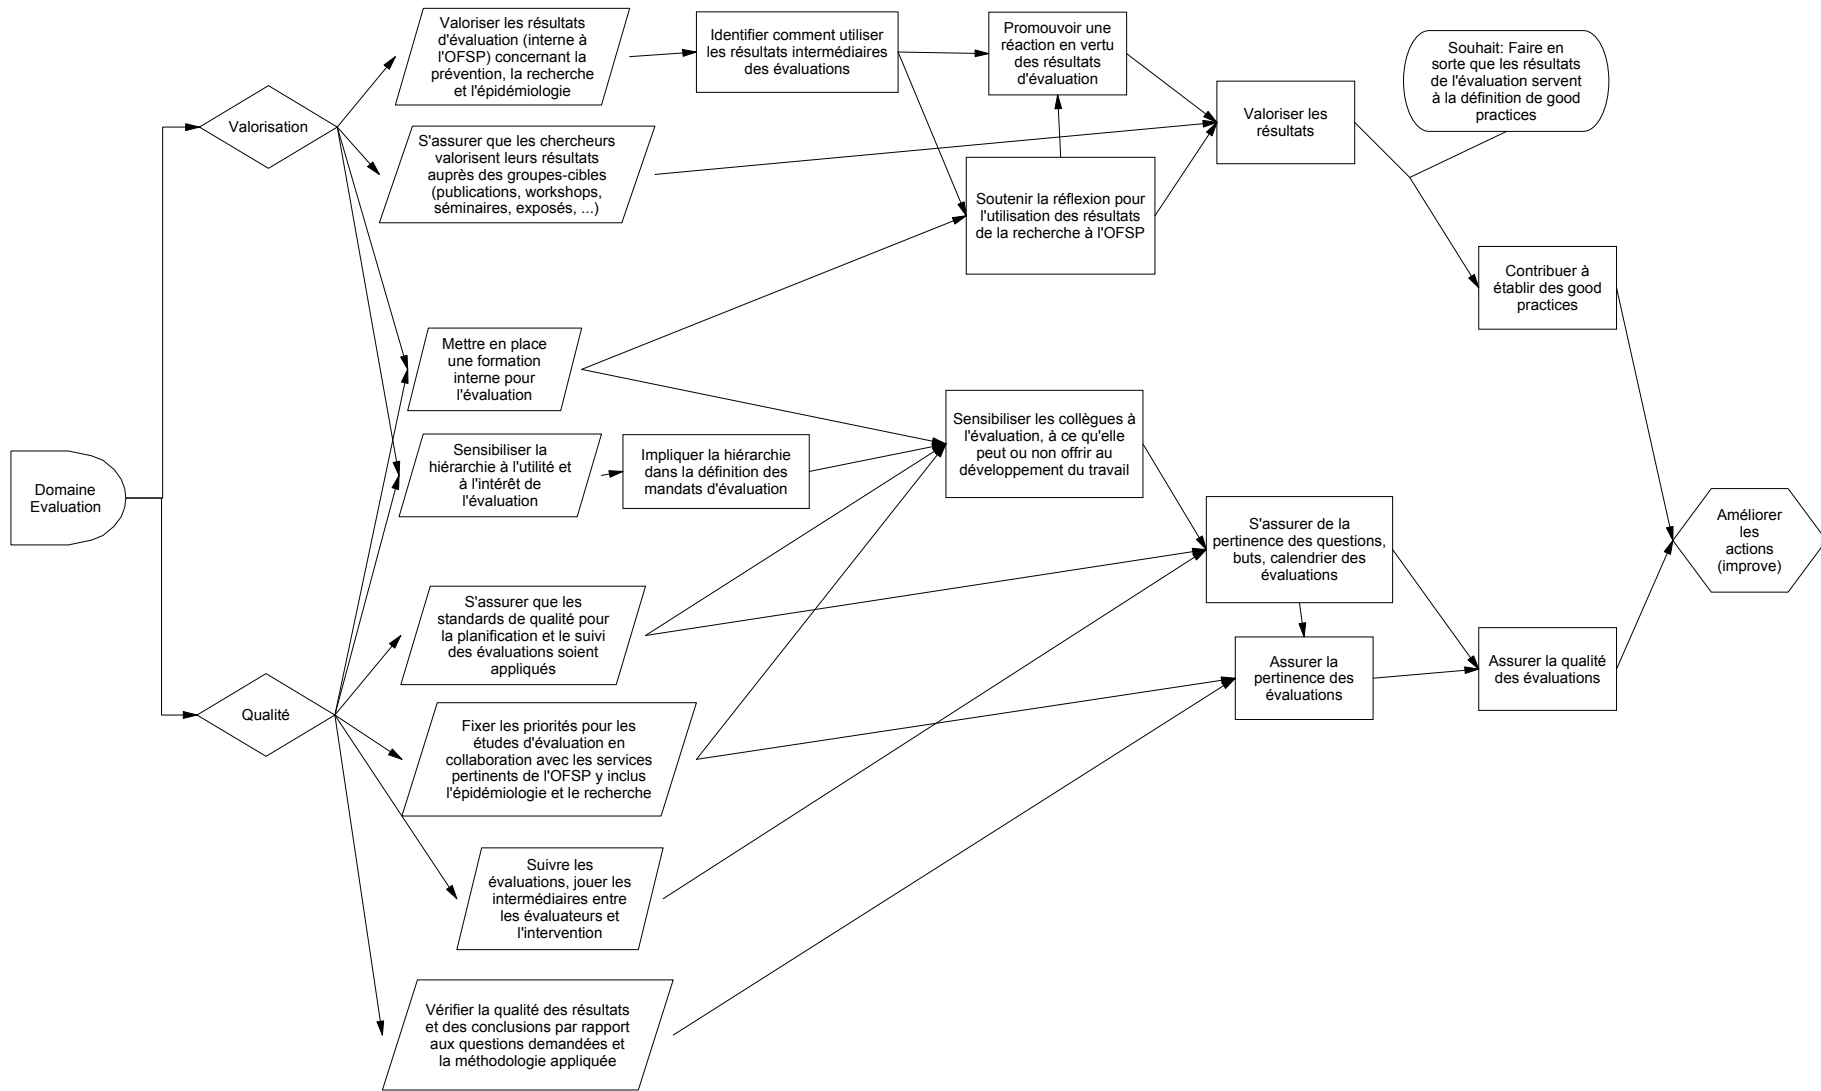 Valoriser les résultats
d'évaluation (interne à
l'OFSP) concernant la
prévention, la recherche
et l'épidémiologie
Identifier comment utiliser
les résultats intermédiaires
des évaluations
Promouvoir une
réaction en vertu
des résultats
d'évaluation
Souhait: Faire en
sorte que les résultats
de l'évaluation servent
à la définition de good
practices
Valorisation
Valoriser les
résultats
S'assurer que les chercheurs
valorisent leurs résultats
auprès des groupes-cibles
(publications, workshops,
séminaires, exposés, ...)
Soutenir la réflexion pour
l'utilisation des résultats
de la recherche à l'OFSP
Contribuer à
établir des good
practices
Mettre en place
une formation
interne pour
l'évaluation
Sensibiliser les collègues à
l'évaluation, à ce qu'elle
peut ou non offrir au
développement du travail
Sensibiliser la
hiérarchie à l'utilité et
à l'intérêt de
l'évaluation
Impliquer la hiérarchie
dans la définition des
mandats d'évaluation
Domaine
Evaluation
S'assurer de la
pertinence des questions,
buts, calendrier des
évaluations
Améliorer
les
actions
(improve)
S'assurer que les
standards de qualité pour
la planification et le suivi
des évaluations soient
appliqués
Assurer la
pertinence des
évaluations
Assurer la qualité
des évaluations
Qualité
Fixer les priorités pour les
études d'évaluation en
collaboration avec les services
pertinents de l'OFSP y inclus
l'épidémiologie et le recherche
Suivre les
évaluations, jouer les
intermédiaires entre
les évaluateurs et
l'intervention
Vérifier la qualité des résultats
et des conclusions par rapport
aux questions demandées et
la méthodologie appliquée